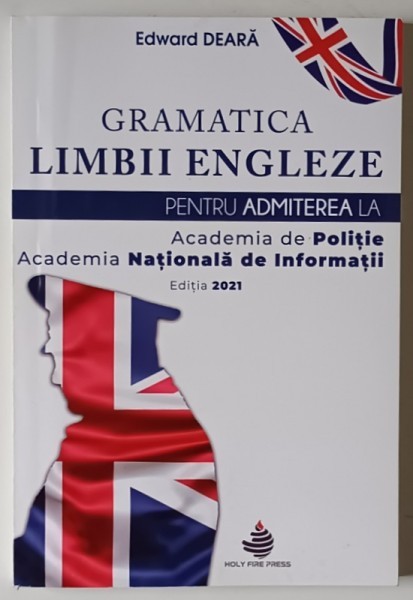 Edward DEARĂ
GRAMATICA
LIMBII ENGLEZE
PENTRU ADMITEREA LA
Academia de Poliție
Academia Națională de Informații
Ediția 2021
HOLY FIRE PRESS